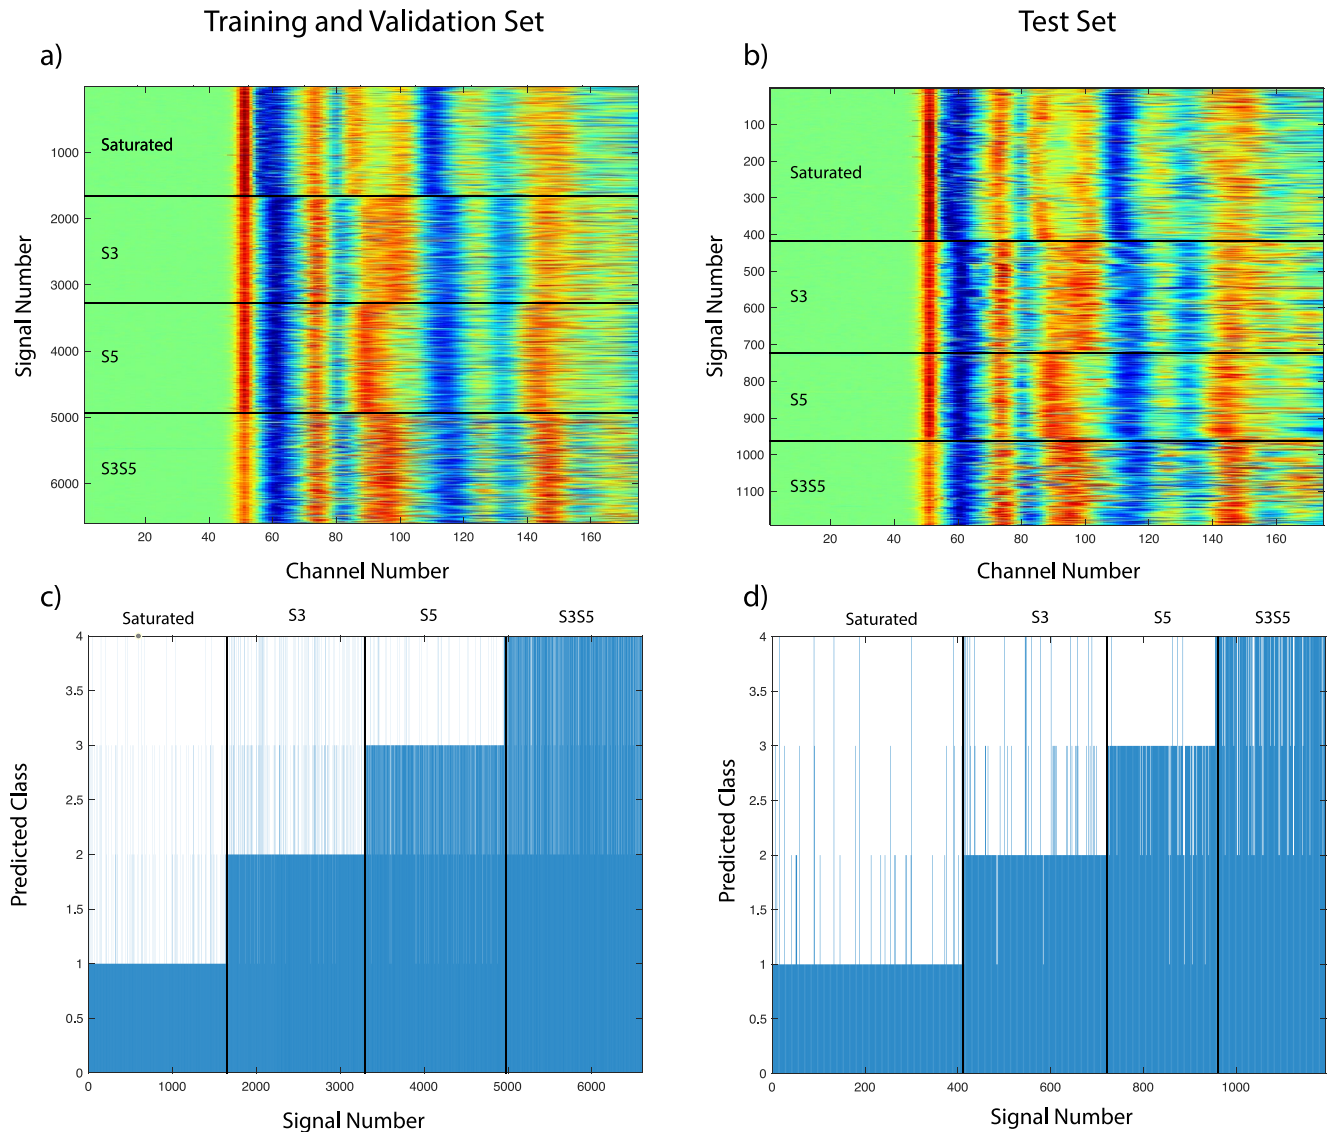 Training and Validation Set
Test Set
a)
b)
Signal Number
1000
2000
3000
4000
5000
6000
Saturated
S3
S5
S3S5
20 40 60 80 100 120 140 160
Channel Number
Signal Number
100
200
300
400
500
600
700
800
900
1000
1100
Saturated
S3
S5
S3S5
20 40 60 80 100 120 140 160
Channel Number
c)
Saturated S3 S5 S3S5
Predicted Class
4
3.5
3
2.5
2
1.5
1
0.5
0
0 1000 2000 3000 4000 5000 6000
Signal Number
d)
Saturated S3 S5 S3S5
Predicted Class
4
3.5
3
2.5
2
1.5
1
0.5
0
0 200 400 600 800 1000
Signal Number